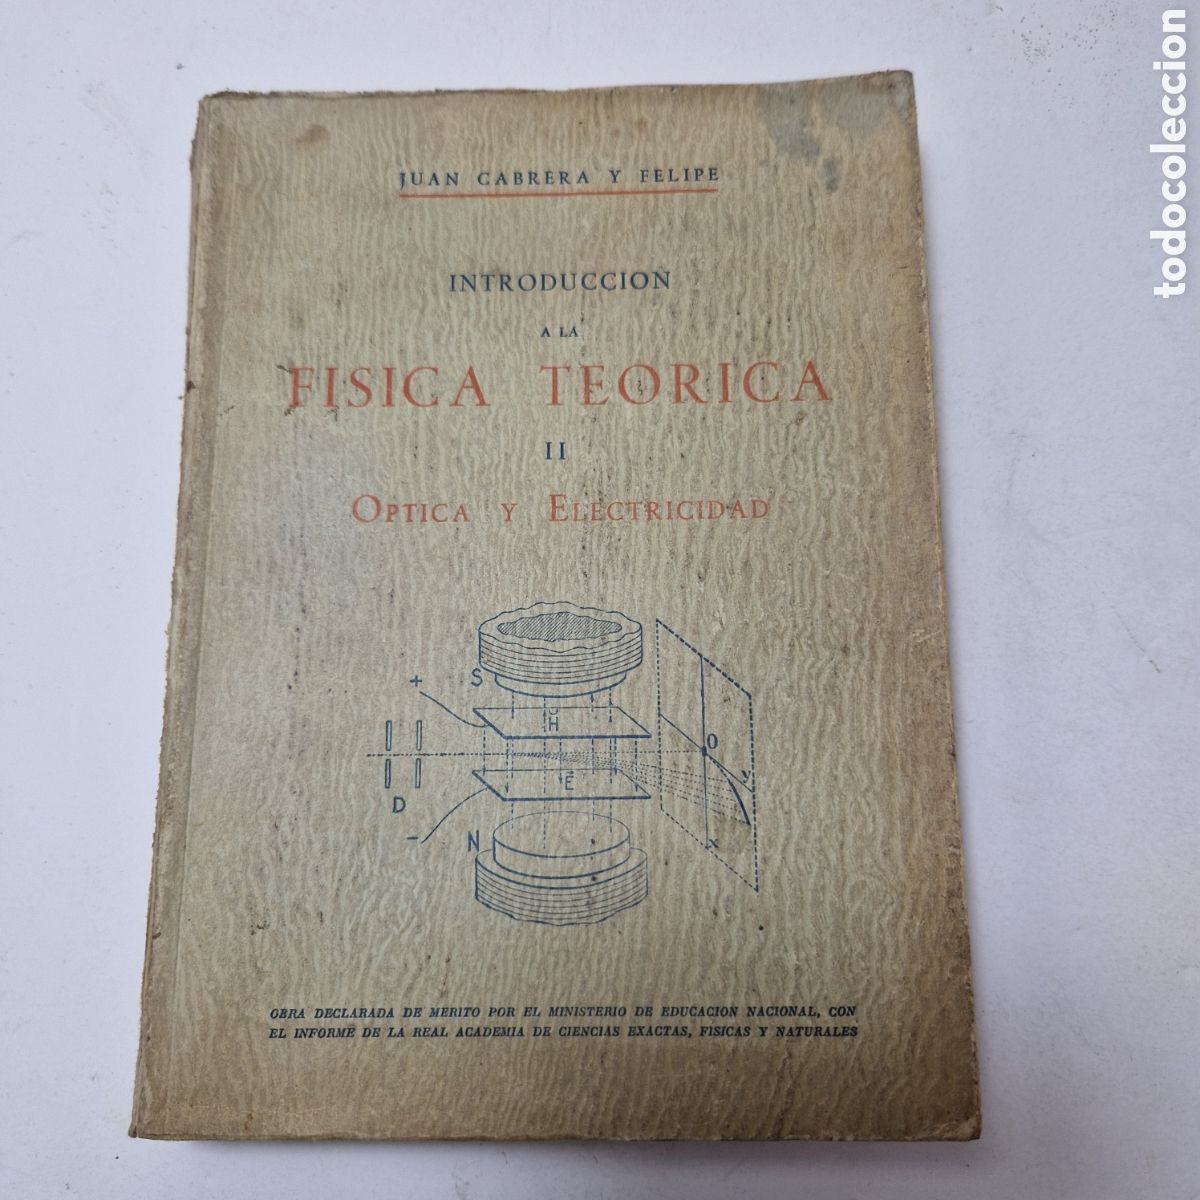 JUAN CABRERA Y FELIPE
INTRODUCCION
A LA
FISICA TEORICA
II
OPTICA Y ELECTRICIDAD
+
S
H
O
y
E
D
-
N
x
OBRA DECLARADA DE MERITO POR EL MINISTERIO DE EDUCACION NACIONAL, CON
EL INFORME DE LA REAL ACADEMIA DE CIENCIAS EXACTAS, FISICAS Y NATURALES
todocoleccion